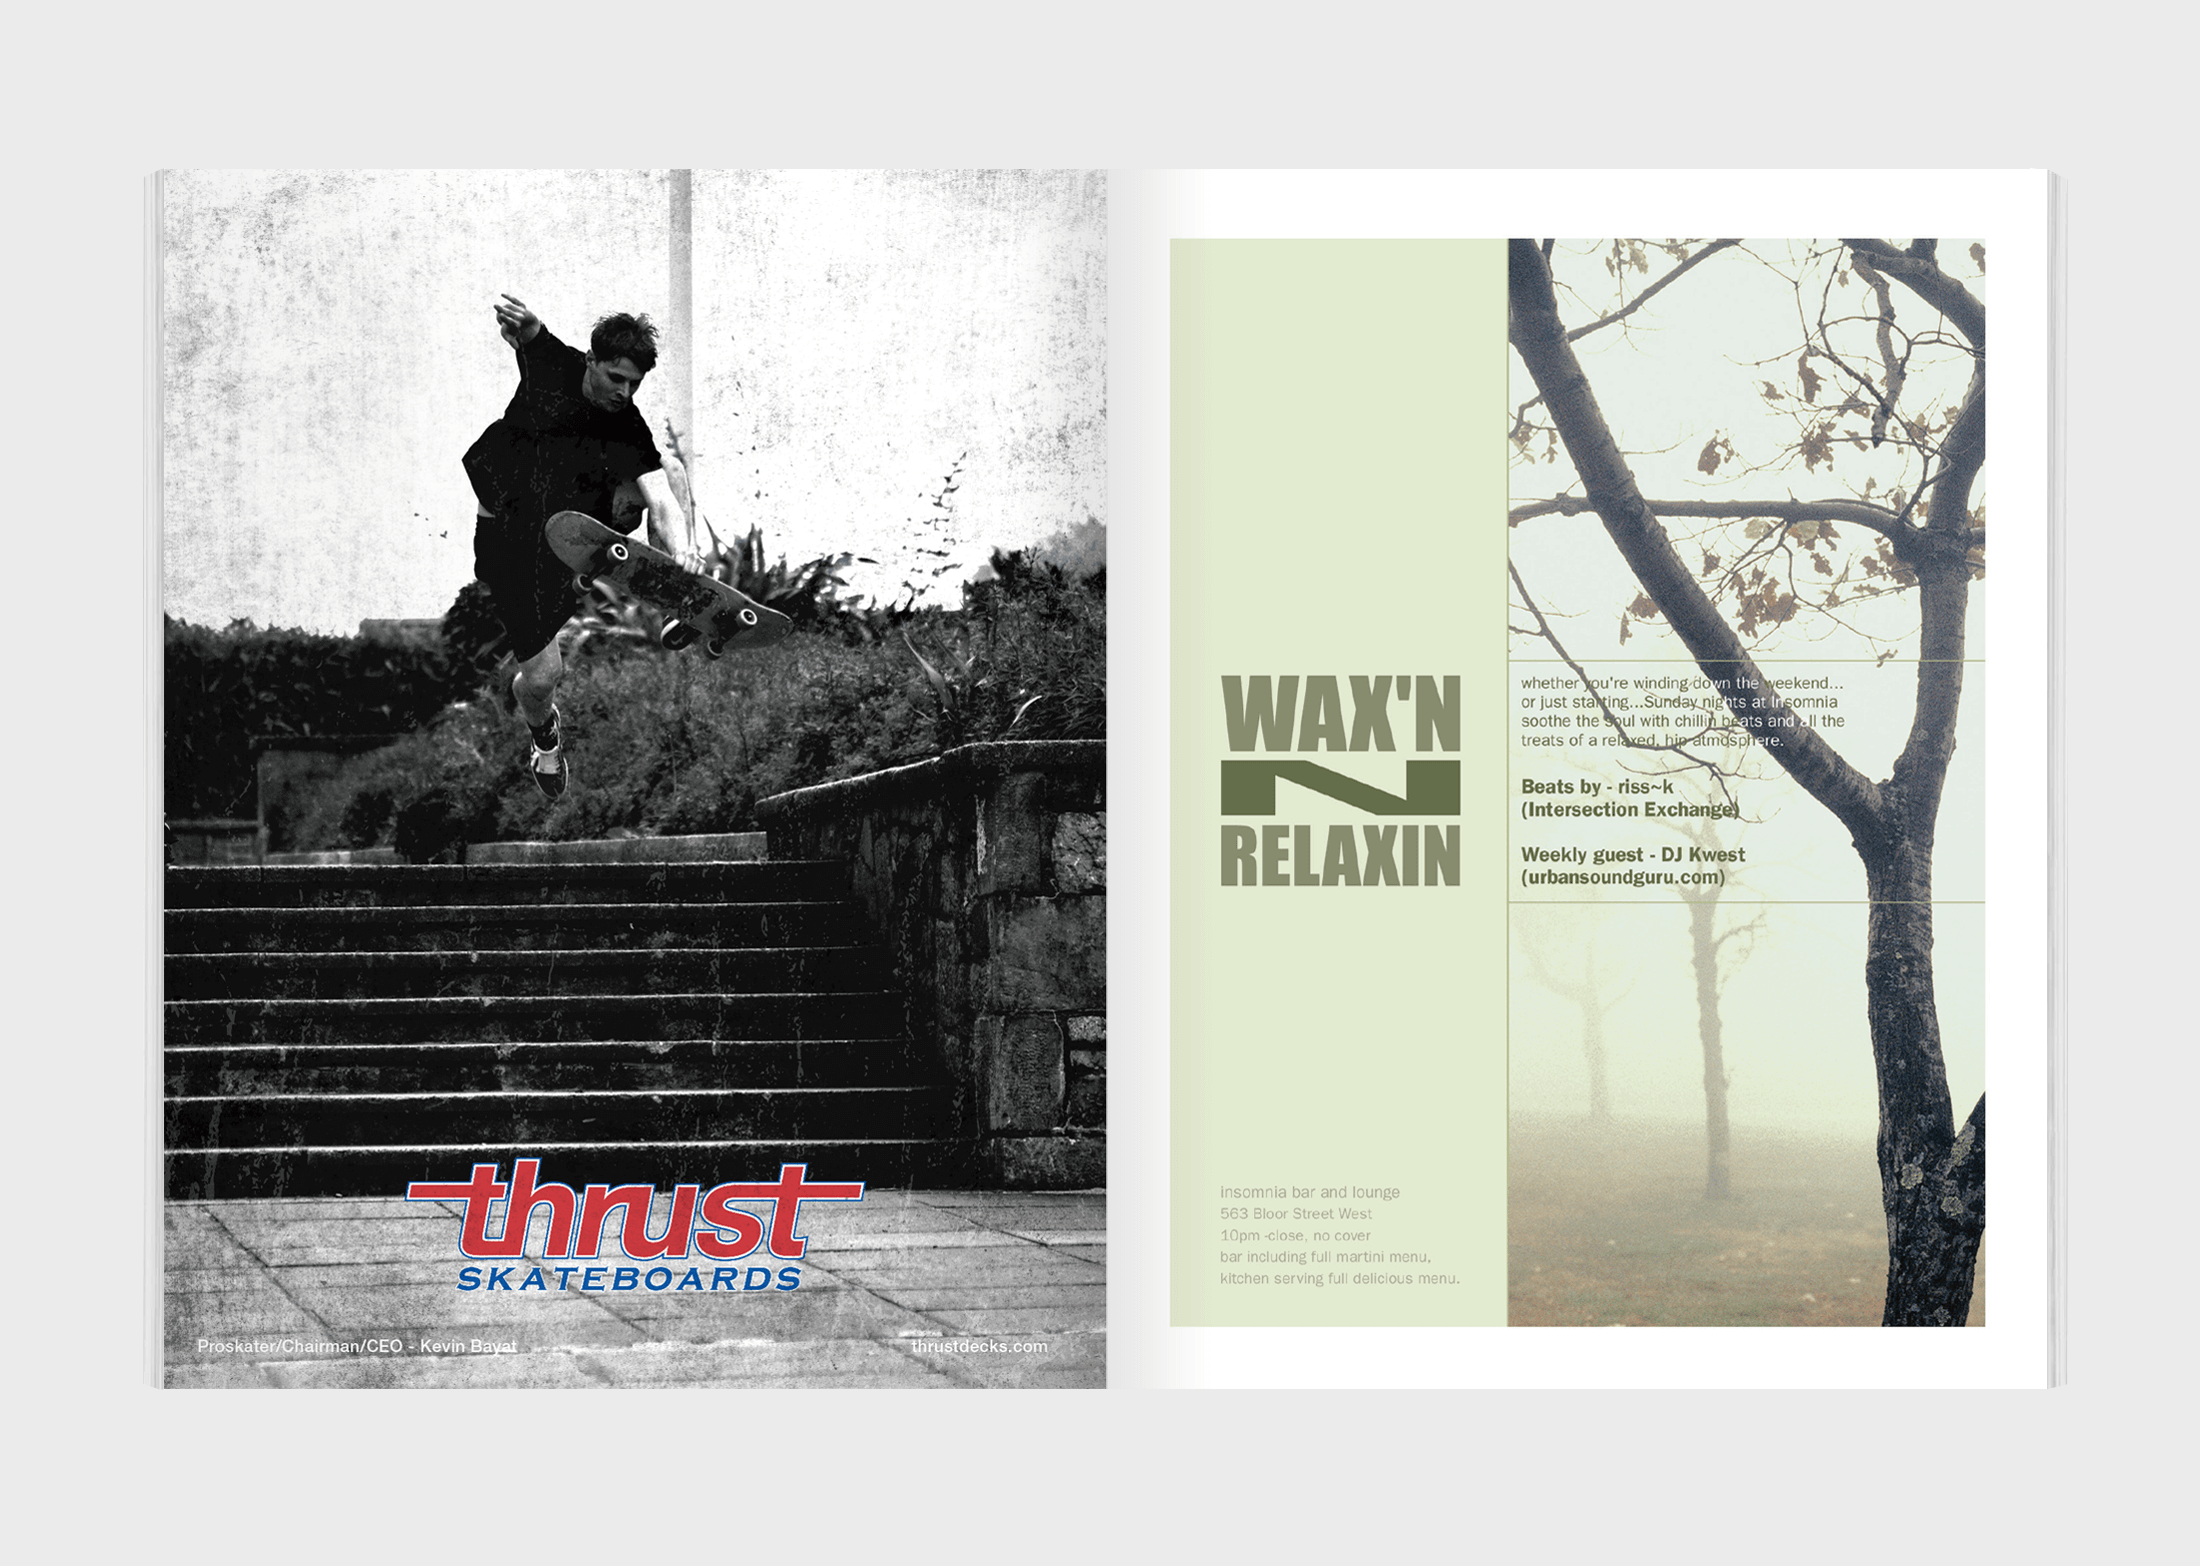 thrust
SKATEBOARDS
Proskater/Chairman/CEO - Kevin Bayat
thrustdecks.com
WAX'N
N
RELAXIN
whether you're winding down the weekend...
or just starting...Sunday nights at Insomnia
soothe the soul with chillin beats and all the
treats of a relaxed, hip atmosphere.
Beats by - riss~k
(Intersection Exchange)
Weekly guest - DJ Kwest
(urbansoundguru.com)
insomnia bar and lounge
563 Bloor Street West
10pm -close, no cover
bar including full martini menu,
kitchen serving full delicious menu.